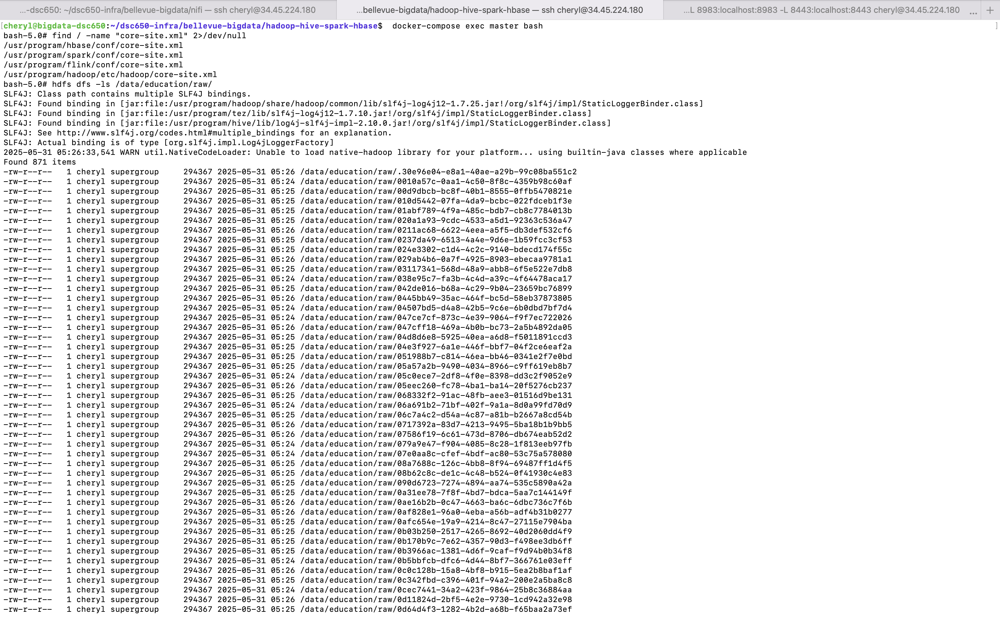 ...-dsc650: ~/dsc650-infra/bellevue-bigdata/nifi — ssh cheryl@34.45.224.180
...bellevue-bigdata/hadoop-hive-spark-hbase — ssh cheryl@34.45.224.180
...L 8983:localhost:8983 -L 8443:localhost:8443 cheryl@34.45.224.180
... +
[cheryl@bigdata-dsc650:~/dsc650-infra/bellevue-bigdata/hadoop-hive-spark-hbase$  docker-compose exec master bash ]
bash-5.0# find / -name "core-site.xml" 2>/dev/null
/usr/program/hbase/conf/core-site.xml
/usr/program/spark/conf/core-site.xml
/usr/program/flink/conf/core-site.xml
/usr/program/hadoop/etc/hadoop/core-site.xml
bash-5.0# hdfs dfs -ls /data/education/raw/
SLF4J: Class path contains multiple SLF4J bindings.
SLF4J: Found binding in [jar:file:/usr/program/hadoop/share/hadoop/common/lib/slf4j-log4j12-1.7.25.jar!/org/slf4j/impl/StaticLoggerBinder.class]
SLF4J: Found binding in [jar:file:/usr/program/tez/lib/slf4j-log4j12-1.7.10.jar!/org/slf4j/impl/StaticLoggerBinder.class]
SLF4J: Found binding in [jar:file:/usr/program/hive/lib/log4j-slf4j-impl-2.10.0.jar!/org/slf4j/impl/StaticLoggerBinder.class]
SLF4J: See http://www.slf4j.org/codes.html#multiple_bindings for an explanation.
SLF4J: Actual binding is of type [org.slf4j.impl.Log4jLoggerFactory]
2025-05-31 05:26:33,541 WARN util.NativeCodeLoader: Unable to load native-hadoop library for your platform... using builtin-java classes where applicable
Found 871 items
-rw-r--r--   1 cheryl supergroup     294367 2025-05-31 05:26 /data/education/raw/.30e96e04-e8a1-40ae-a29b-99c08ba551c2
-rw-r--r--   1 cheryl supergroup     294367 2025-05-31 05:24 /data/education/raw/0010a57c-0aa1-4c50-8f8c-4359b98c60af
-rw-r--r--   1 cheryl supergroup     294367 2025-05-31 05:25 /data/education/raw/00d9dbcb-bc8f-40b1-8555-0ffb5470821e
-rw-r--r--   1 cheryl supergroup     294367 2025-05-31 05:25 /data/education/raw/010d5442-07fa-4da9-bcbc-022fdceb1f3e
-rw-r--r--   1 cheryl supergroup     294367 2025-05-31 05:25 /data/education/raw/01abf789-4f9a-485c-bdb7-cb8c7784013b
-rw-r--r--   1 cheryl supergroup     294367 2025-05-31 05:25 /data/education/raw/020a1a93-9cdc-4533-a5d1-92363c536a47
-rw-r--r--   1 cheryl supergroup     294367 2025-05-31 05:26 /data/education/raw/0211ac68-6622-4eea-a5f5-db3def532cf6
-rw-r--r--   1 cheryl supergroup     294367 2025-05-31 05:25 /data/education/raw/0237da49-6513-4a4e-9d6e-1b59fcc3cf53
-rw-r--r--   1 cheryl supergroup     294367 2025-05-31 05:25 /data/education/raw/024e3302-c1d4-4c2c-9140-bdecd174f55c
-rw-r--r--   1 cheryl supergroup     294367 2025-05-31 05:26 /data/education/raw/029ab4b6-0a7f-4925-8903-ebecaa9781a1
-rw-r--r--   1 cheryl supergroup     294367 2025-05-31 05:25 /data/education/raw/03117341-568d-48a9-abb8-6f5e522e7db8
-rw-r--r--   1 cheryl supergroup     294367 2025-05-31 05:24 /data/education/raw/038e95c7-fa3b-4c4d-a39c-4f64478aca17
-rw-r--r--   1 cheryl supergroup     294367 2025-05-31 05:25 /data/education/raw/042de016-b68a-4c29-9b04-23659bc76899
-rw-r--r--   1 cheryl supergroup     294367 2025-05-31 05:26 /data/education/raw/0445bb49-35ac-464f-bc5d-58eb37873805
-rw-r--r--   1 cheryl supergroup     294367 2025-05-31 05:24 /data/education/raw/04507bd5-d4a8-42b5-9c6e-6b0dbd7bf7d4
-rw-r--r--   1 cheryl supergroup     294367 2025-05-31 05:24 /data/education/raw/047ce7cf-873c-4e39-9064-f9f7ec722026
-rw-r--r--   1 cheryl supergroup     294367 2025-05-31 05:26 /data/education/raw/047cff18-469a-4b0b-bc73-2a5b4892da05
-rw-r--r--   1 cheryl supergroup     294367 2025-05-31 05:25 /data/education/raw/04d8d6e8-5925-40ea-a6d8-f5011891ccd3
-rw-r--r--   1 cheryl supergroup     294367 2025-05-31 05:25 /data/education/raw/04e3f927-6a1e-446f-bbf7-04f2ce6eaf2a
-rw-r--r--   1 cheryl supergroup     294367 2025-05-31 05:25 /data/education/raw/051988b7-c814-46ea-bb46-0341e2f7e0bd
-rw-r--r--   1 cheryl supergroup     294367 2025-05-31 05:25 /data/education/raw/05a57a2b-9490-4034-8966-c9ff619eb8b7
-rw-r--r--   1 cheryl supergroup     294367 2025-05-31 05:24 /data/education/raw/05c0ece7-2df8-4f0e-8398-dd3c2f9052e9
-rw-r--r--   1 cheryl supergroup     294367 2025-05-31 05:26 /data/education/raw/05eec260-fc78-4ba1-ba14-20f5276cb237
-rw-r--r--   1 cheryl supergroup     294367 2025-05-31 05:25 /data/education/raw/068332f2-91ac-48fb-aee3-01516d9be131
-rw-r--r--   1 cheryl supergroup     294367 2025-05-31 05:24 /data/education/raw/06a691b2-71bf-402f-9a1a-8d0a99fd70d9
-rw-r--r--   1 cheryl supergroup     294367 2025-05-31 05:25 /data/education/raw/06c7a4c2-d54a-4c87-a81b-b2667a8cd54b
-rw-r--r--   1 cheryl supergroup     294367 2025-05-31 05:26 /data/education/raw/0717392a-83d7-4213-9495-5ba18b1b9bb5
-rw-r--r--   1 cheryl supergroup     294367 2025-05-31 05:26 /data/education/raw/07586f19-6c61-473d-8706-db674eab52d2
-rw-r--r--   1 cheryl supergroup     294367 2025-05-31 05:24 /data/education/raw/079a9e47-f904-4085-8c28-1f813eeb97fb
-rw-r--r--   1 cheryl supergroup     294367 2025-05-31 05:24 /data/education/raw/07e0aa8c-cfef-4bdf-ac80-53c75a578080
-rw-r--r--   1 cheryl supergroup     294367 2025-05-31 05:25 /data/education/raw/08a7688c-126c-4bb8-8f94-69487ff1d4f5
-rw-r--r--   1 cheryl supergroup     294367 2025-05-31 05:25 /data/education/raw/08b62c8c-de1c-4c48-b524-0f41930c4e83
-rw-r--r--   1 cheryl supergroup     294367 2025-05-31 05:25 /data/education/raw/090d6723-7274-4894-aa74-535c5890a42a
-rw-r--r--   1 cheryl supergroup     294367 2025-05-31 05:25 /data/education/raw/0a31ee78-7f8f-4bd7-bdca-5aa7c144149f
-rw-r--r--   1 cheryl supergroup     294367 2025-05-31 05:26 /data/education/raw/0ae16b2b-0c47-4663-ba6c-6dbc736c7f6b
-rw-r--r--   1 cheryl supergroup     294367 2025-05-31 05:26 /data/education/raw/0af828e1-96a0-4eba-a56b-adf4b31b0277
-rw-r--r--   1 cheryl supergroup     294367 2025-05-31 05:25 /data/education/raw/0afc654e-19a9-4214-8c47-27115e7904ba
-rw-r--r--   1 cheryl supergroup     294367 2025-05-31 05:25 /data/education/raw/0b03b250-2517-4265-8692-40d2060dd4f9
-rw-r--r--   1 cheryl supergroup     294367 2025-05-31 05:25 /data/education/raw/0b170b9c-7e62-4357-90d3-f498ee3db6ff
-rw-r--r--   1 cheryl supergroup     294367 2025-05-31 05:25 /data/education/raw/0b3966ac-1381-4d6f-9caf-f9d94b0b34f8
-rw-r--r--   1 cheryl supergroup     294367 2025-05-31 05:24 /data/education/raw/0b5bbfcb-dfc6-4d44-8bf7-366761e03eff
-rw-r--r--   1 cheryl supergroup     294367 2025-05-31 05:26 /data/education/raw/0c0c128b-15a8-4bf8-b915-5ea2b8baf1af
-rw-r--r--   1 cheryl supergroup     294367 2025-05-31 05:25 /data/education/raw/0c342fbd-c396-401f-94a2-200e2a5ba8c8
-rw-r--r--   1 cheryl supergroup     294367 2025-05-31 05:24 /data/education/raw/0cec7441-34a2-423f-9864-25b8c36884aa
-rw-r--r--   1 cheryl supergroup     294367 2025-05-31 05:26 /data/education/raw/0d11824d-2bf5-4e2e-9730-1cd942a32e98
-rw-r--r--   1 cheryl supergroup     294367 2025-05-31 05:25 /data/education/raw/0d64d4f3-1282-4b2d-a68b-f65baa2a73ef